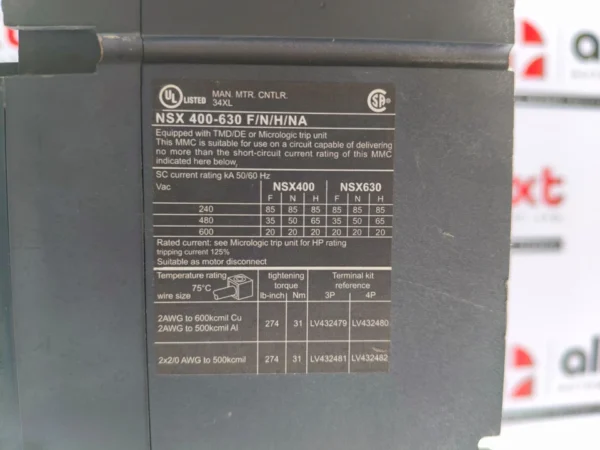 UL LISTED MAN. MTR. CNTLR.
34XL
SA
NSX 400-630 F/N/H/NA
Equipped with TMD/DE or Micrologic trip unit
This MMC is suitable for use on a circuit capable of delivering
no more than the short-circuit current rating of this MMC
indicated here below,
SC current rating kA 50/60 Hz
Vac NSX400 NSX630
F N H F N H
240 85 85 85 85 85 85
480 35 50 65 35 50 65
600 20 20 20 20 20 20
Rated current: see Micrologic trip unit for HP rating
tripping current 125%
Suitable as motor disconnect
Temperature rating tightening Terminal kit
75°C torque reference
wire size lb-inch Nm 3P 4P
2AWG to 600kcmil Cu
2AWG to 500kcmil Al 274 31 LV432479 LV432480
2x2/0 AWG to 500kcmil 274 31 LV432481 LV432482
al
ext
al